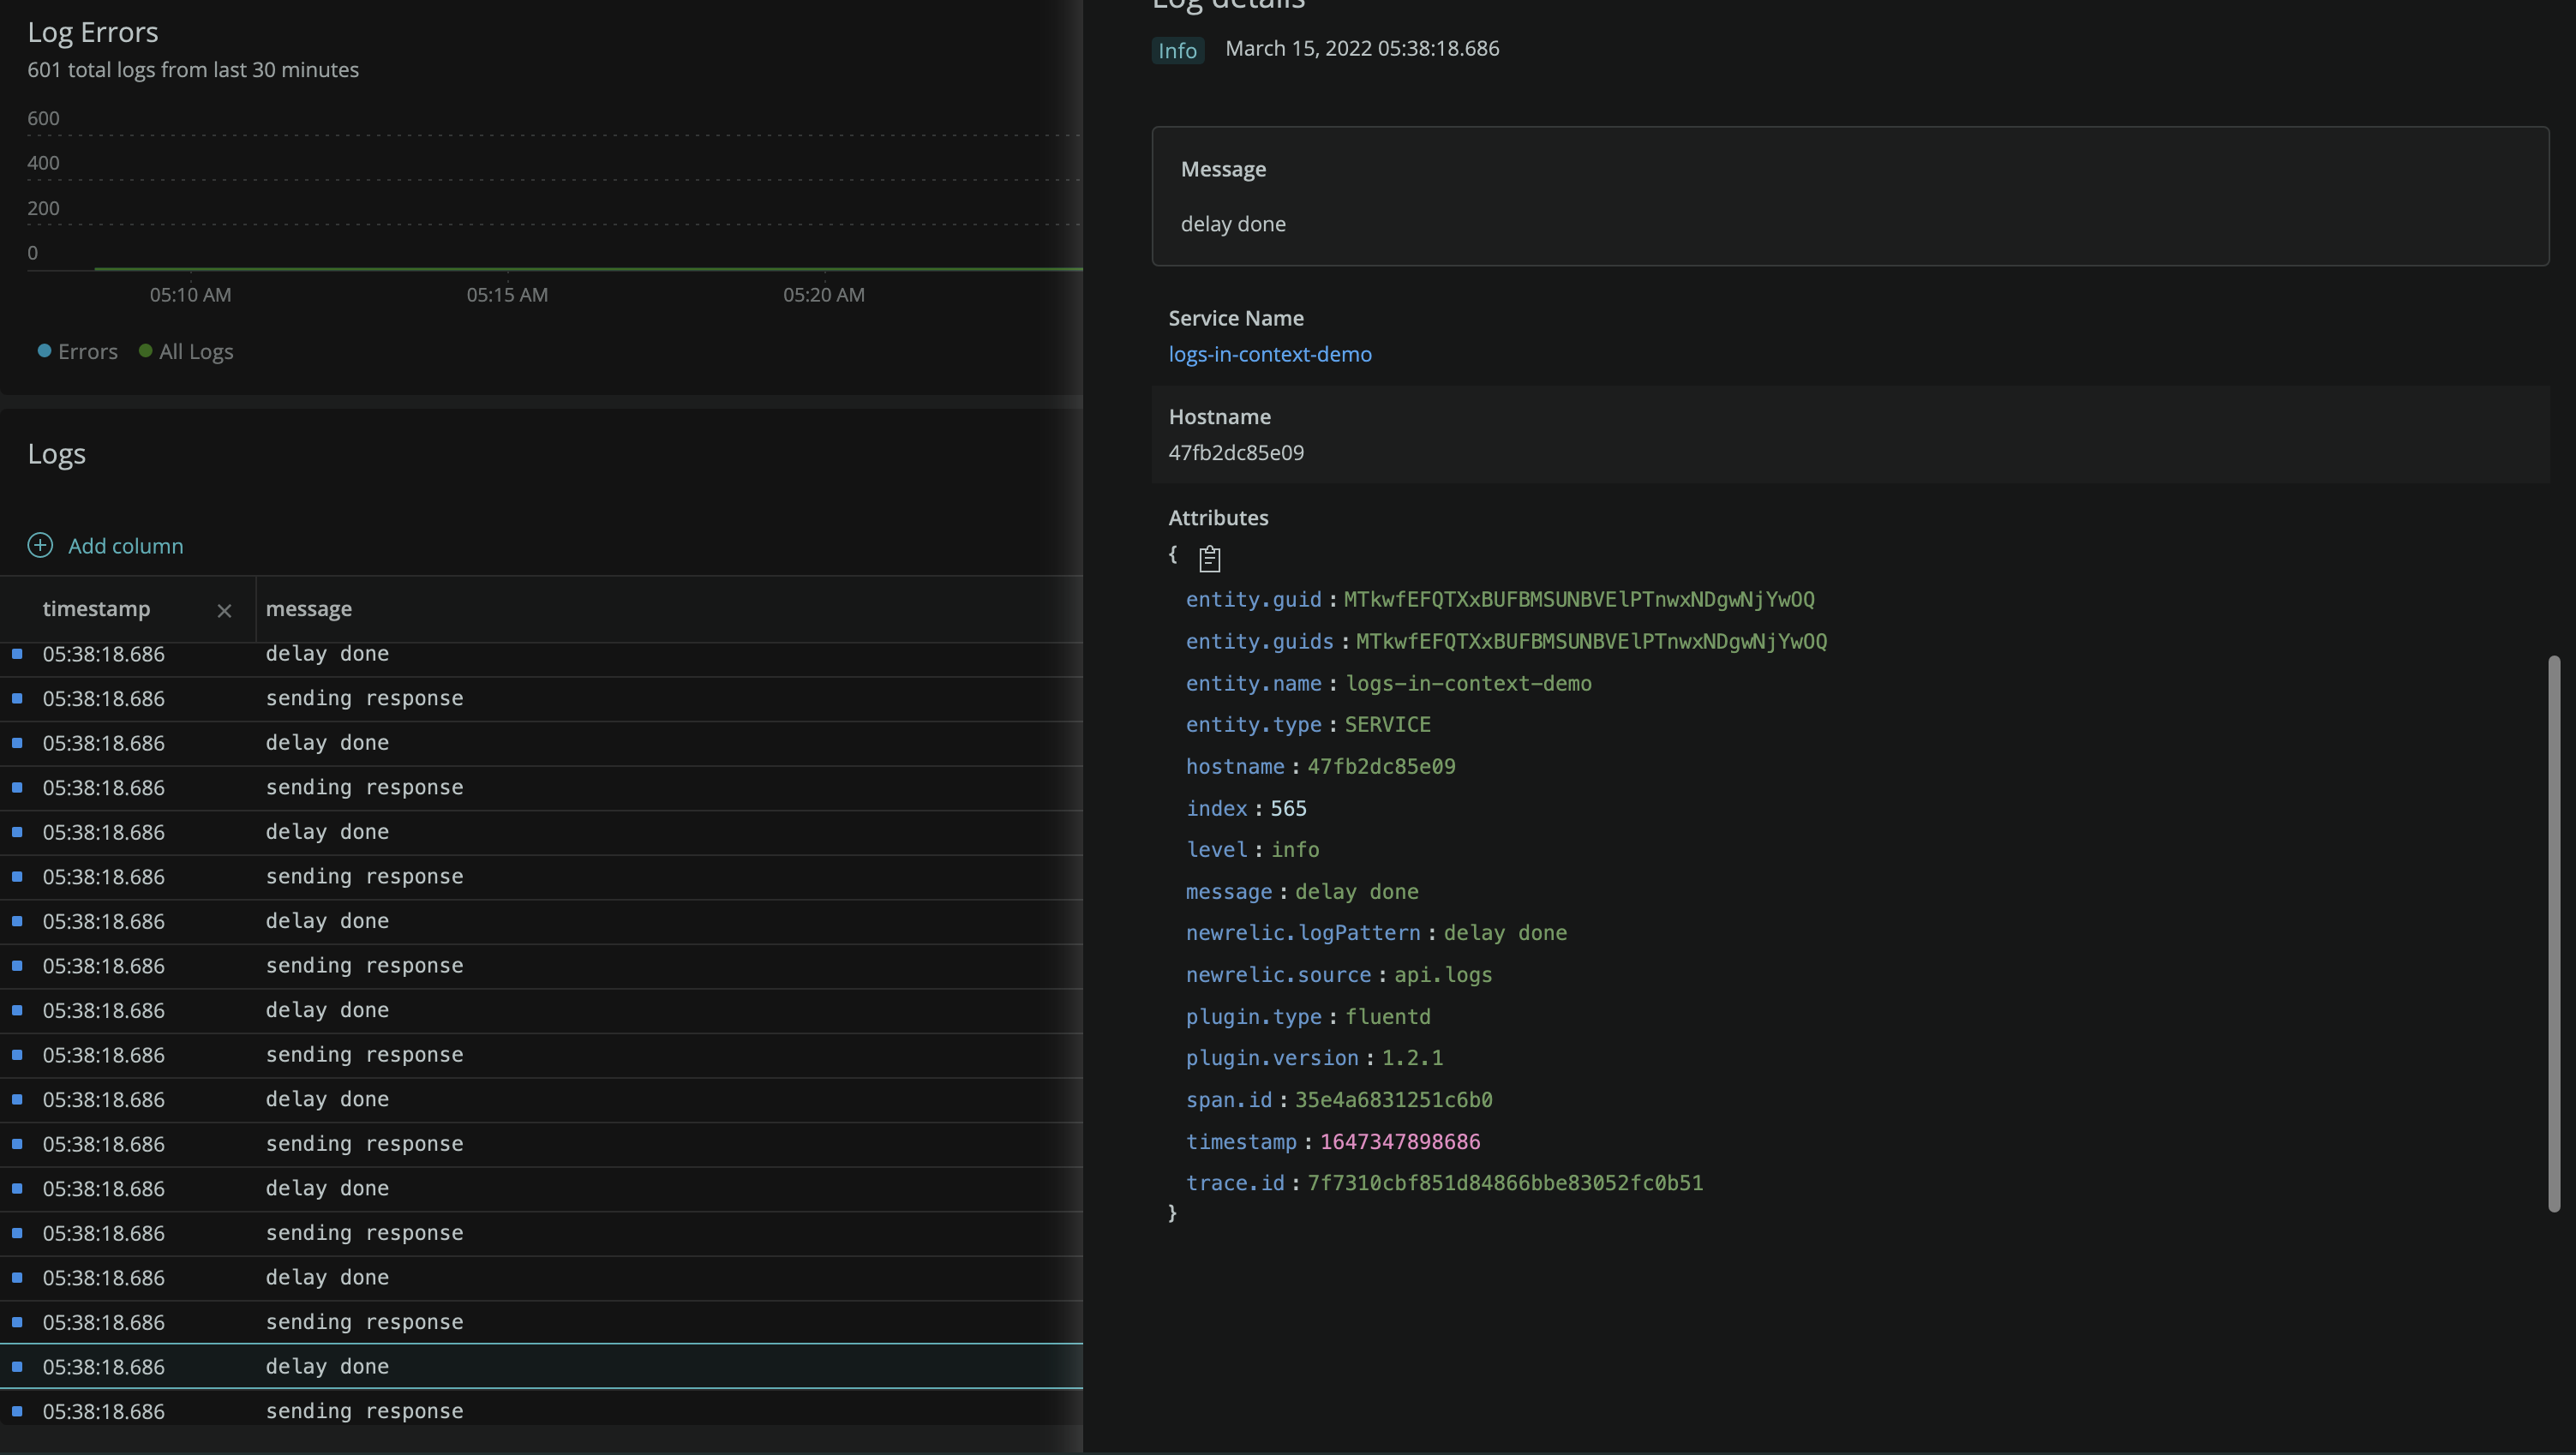 Log Errors
601 total logs from last 30 minutes
600
400
200
0
05:10 AM 05:15 AM 05:20 AM
Errors All Logs
Logs
Add column
timestamp message
05:38:18.686 delay done
05:38:18.686 sending response
05:38:18.686 delay done
05:38:18.686 sending response
05:38:18.686 delay done
05:38:18.686 sending response
05:38:18.686 delay done
05:38:18.686 sending response
05:38:18.686 delay done
05:38:18.686 sending response
05:38:18.686 delay done
05:38:18.686 sending response
05:38:18.686 delay done
05:38:18.686 sending response
05:38:18.686 delay done
05:38:18.686 sending response
05:38:18.686 delay done
05:38:18.686 sending response
Log details
Info March 15, 2022 05:38:18.686
Message
delay done
Service Name
logs-in-context-demo
Hostname
47fb2dc85e09
Attributes
{
entity.guid : MTkwfEFQTXxBUFBMSUNBVElPTnwxNDgwNjYwOQ
entity.guids : MTkwfEFQTXxBUFBMSUNBVElPTnwxNDgwNjYwOQ
entity.name : logs-in-context-demo
entity.type : SERVICE
hostname : 47fb2dc85e09
index : 565
level : info
message : delay done
newrelic.logPattern : delay done
newrelic.source : api.logs
plugin.type : fluentd
plugin.version : 1.2.1
span.id : 35e4a6831251c6b0
timestamp : 1647347898686
trace.id : 7f7310cbf851d84866bbe83052fc0b51
}